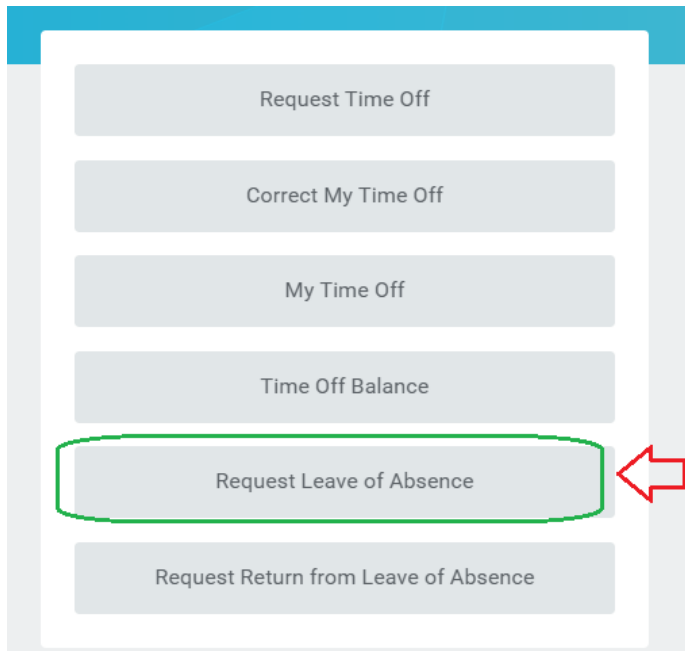 Request Time Off
Correct My Time Off
My Time Off
Time Off Balance
Request Leave of Absence
Request Return from Leave of Absence